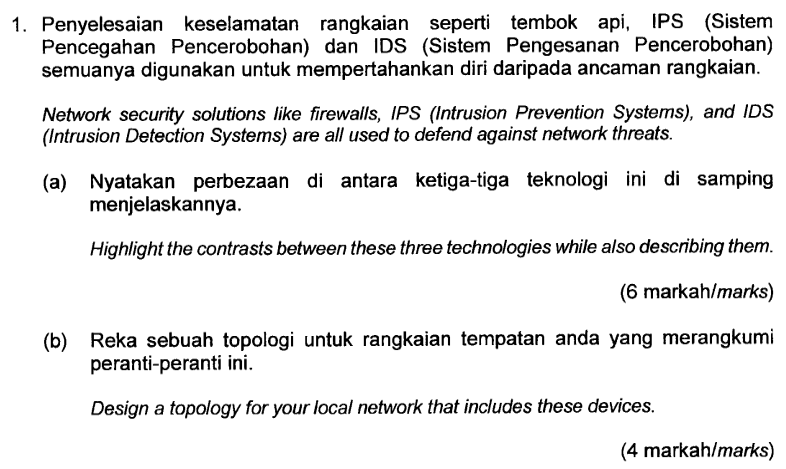 1. Penyelesaian keselamatan rangkaian seperti tembok api, IPS (Sistem
Pencegahan Pencerobohan) dan IDS (Sistem Pengesanan Pencerobohan)
semuanya digunakan untuk mempertahankan diri daripada ancaman rangkaian.
Network security solutions like firewalls, IPS (Intrusion Prevention Systems), and IDS
(Intrusion Detection Systems) are all used to defend against network threats.
(a) Nyatakan perbezaan di antara ketiga-tiga teknologi ini di samping
menjelaskannya.
Highlight the contrasts between these three technologies while also describing them.
(6 markah/marks)
(b) Reka sebuah topologi untuk rangkaian tempatan anda yang merangkumi
peranti-peranti ini.
Design a topology for your local network that includes these devices.
(4 markah/marks)